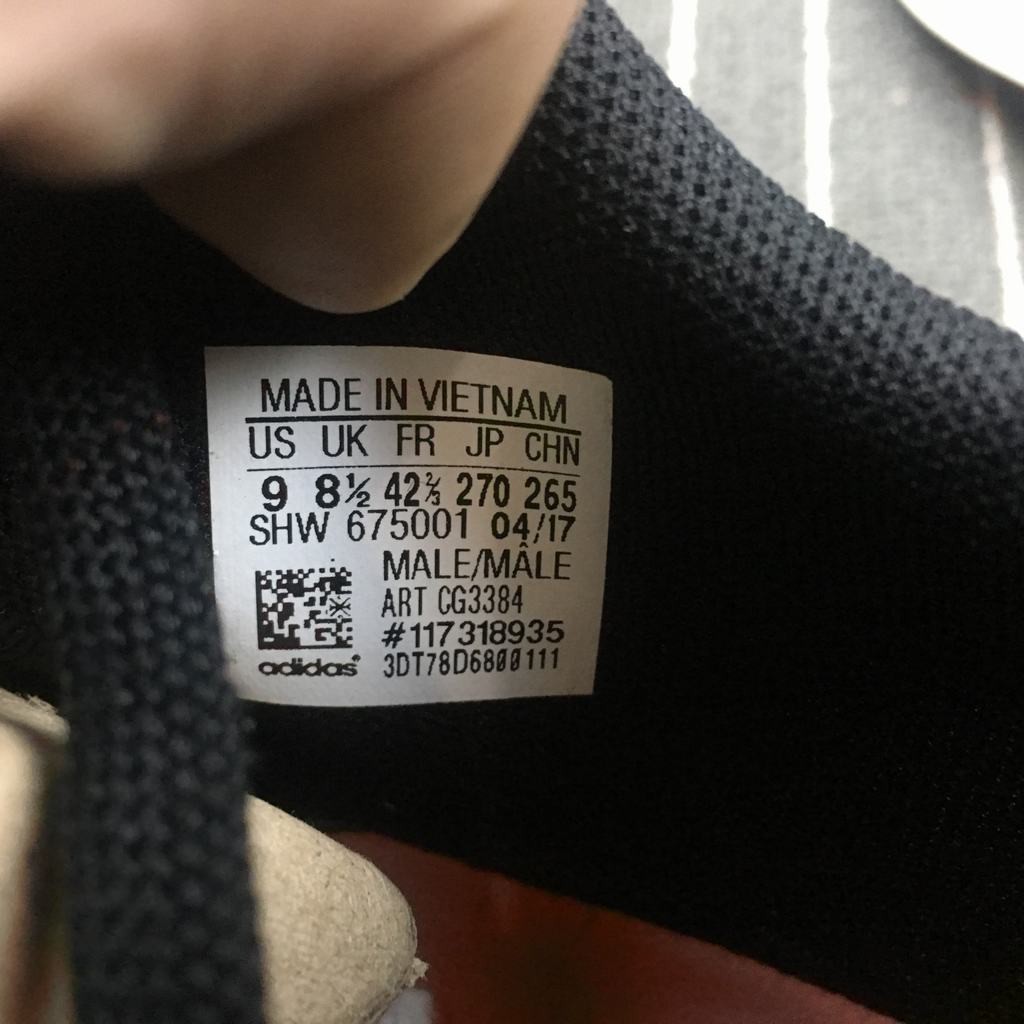 MADE IN VIETNAM
US UK FR JP CHN
9 8½ 42⅔ 270 265
SHW 675001 04/17
MALE/MÂLE
ART CG3384
#117318935
adidas® 3DT78D6800111